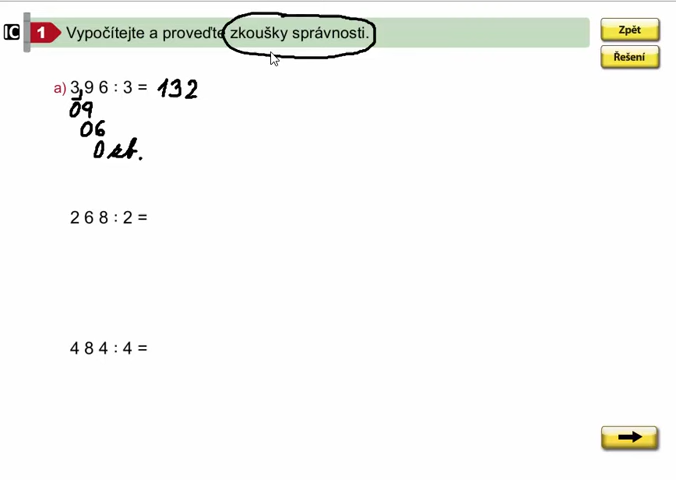 1 Vypočítejte a proveďte zkoušky správnosti.
Zpět
Řešení
a) 3 9 6 : 3 = 132
09
06
0 zb.
2 6 8 : 2 =
4 8 4 : 4 =